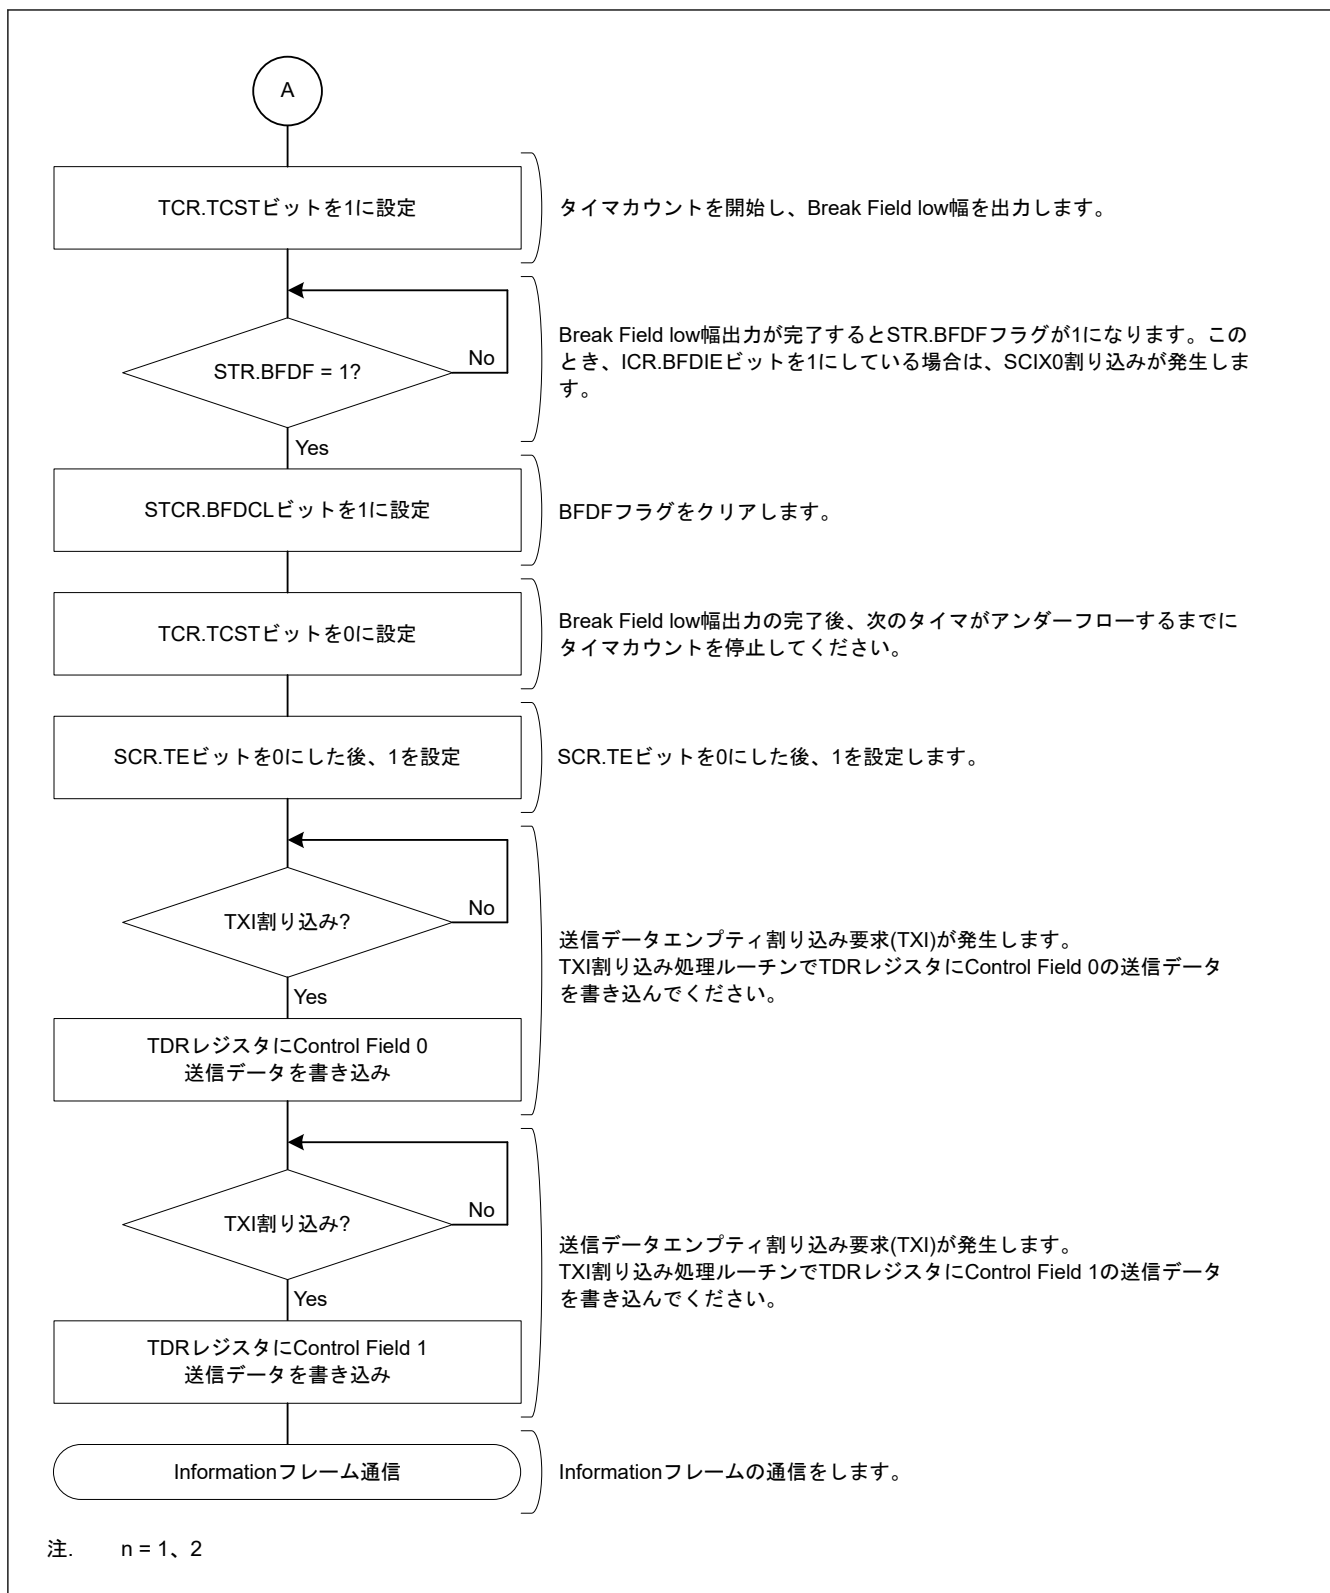 A
TCR.TCSTビットを1に設定
タイマカウントを開始し、Break Field low幅を出力します。
STR.BFDF = 1?
No
Yes
Break Field low幅出力が完了するとSTR.BFDFフラグが1になります。この
とき、ICR.BFDIEビットを1にしている場合は、SCIX0割り込みが発生しま
す。
STCR.BFDCLビットを1に設定
BFDFフラグをクリアします。
TCR.TCSTビットを0に設定
Break Field low幅出力の完了後、次のタイマがアンダーフローするまでに
タイマカウントを停止してください。
SCR.TEビットを0にした後、1を設定
SCR.TEビットを0にした後、1を設定します。
TXI割り込み?
No
Yes
送信データエンプティ割り込み要求(TXI)が発生します。
TXI割り込み処理ルーチンでTDRレジスタにControl Field 0の送信データ
を書き込んでください。
TDRレジスタにControl Field 0
送信データを書き込み
TXI割り込み?
No
Yes
送信データエンプティ割り込み要求(TXI)が発生します。
TXI割り込み処理ルーチンでTDRレジスタにControl Field 1の送信データ
を書き込んでください。
TDRレジスタにControl Field 1
送信データを書き込み
Informationフレーム通信
Informationフレームの通信をします。
注. n = 1、2